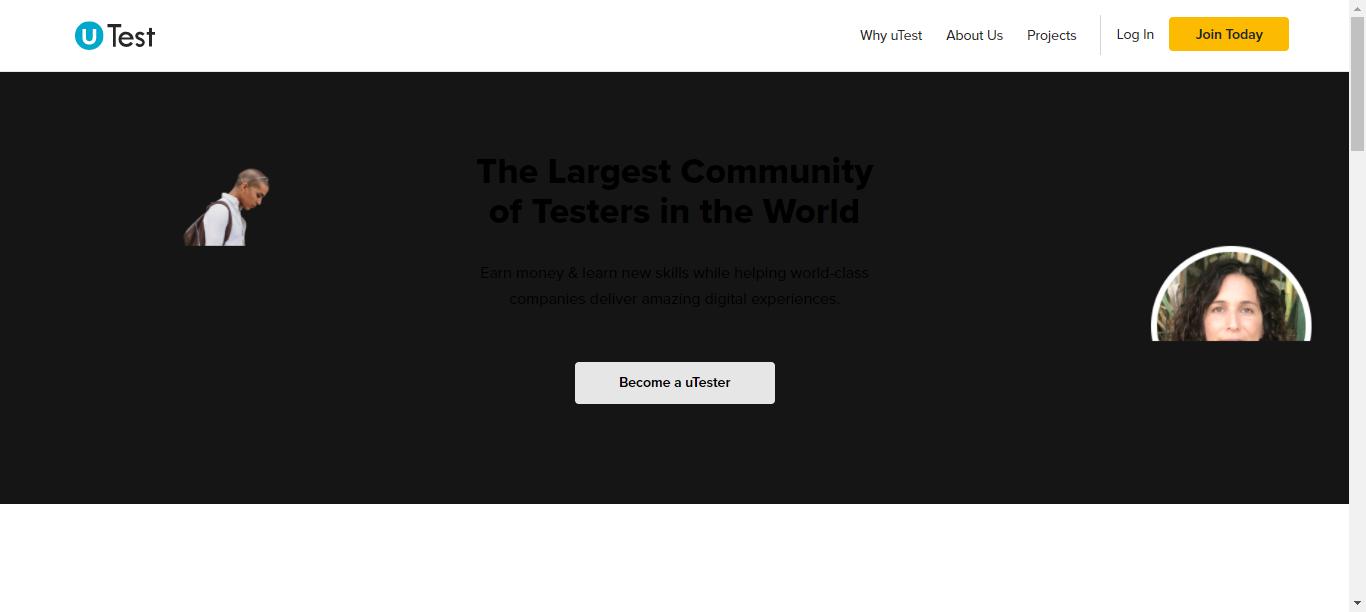 uTest
Why uTest
About Us
Projects
Log In
Join Today
The Largest Community
of Testers in the World
Earn money & learn new skills while helping world-class
companies deliver amazing digital experiences.
Become a uTester